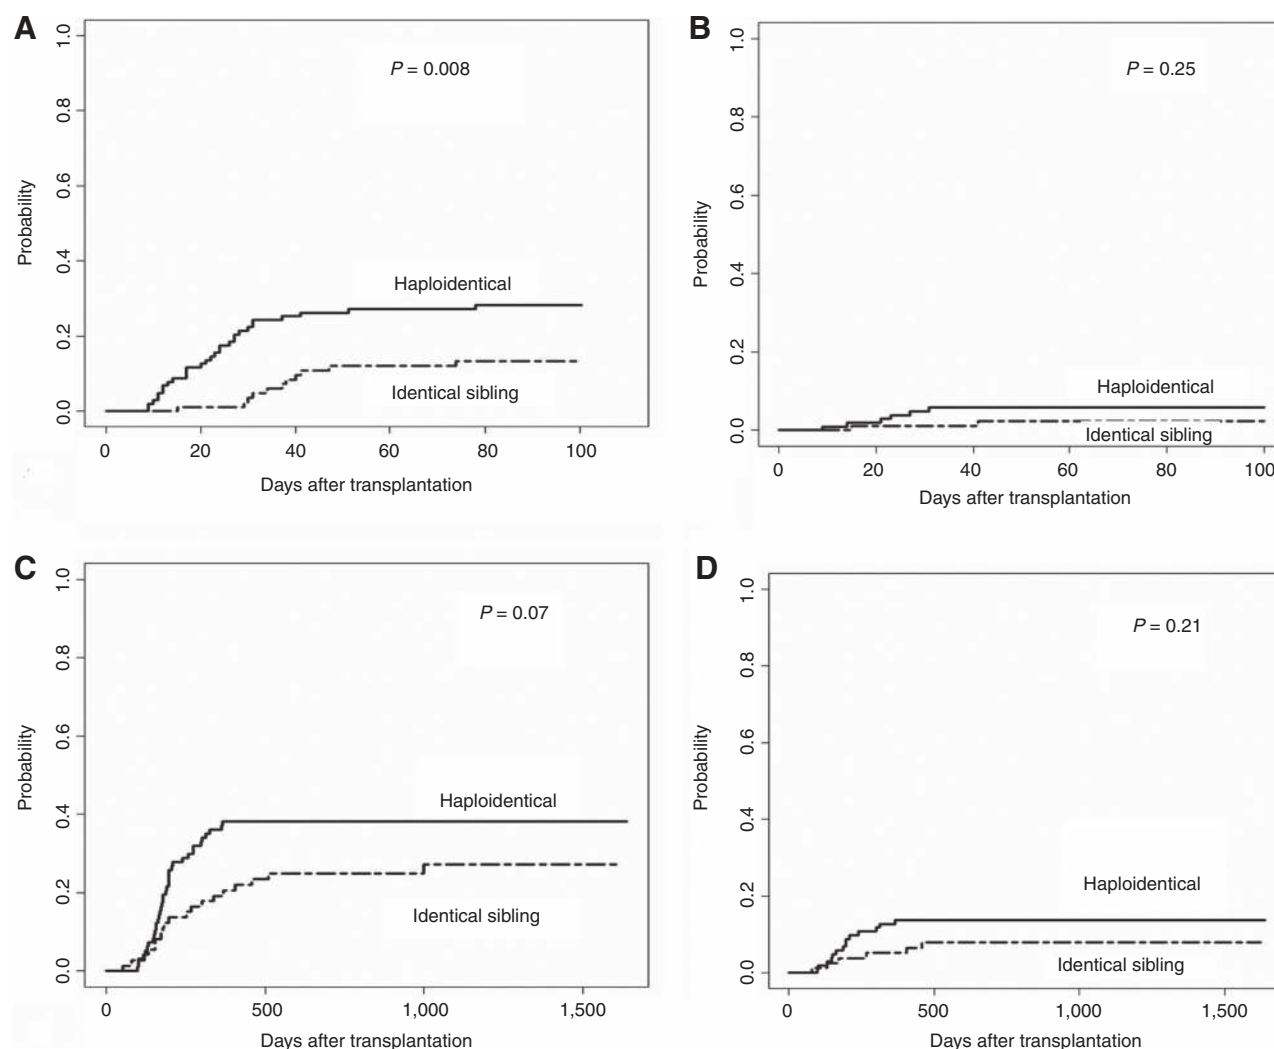 A
P = 0.008
Probability
1.0
0.8
0.6
0.4
0.2
0.0
Haploidentical
Identical sibling
0 20 40 60 80 100
Days after transplantation
B
P = 0.25
Probability
1.0
0.8
0.6
0.4
0.2
0.0
Haploidentical
Identical sibling
0 20 40 60 80 100
Days after transplantation
C
P = 0.07
Probability
1.0
0.8
0.6
0.4
0.2
0.0
Haploidentical
Identical sibling
0 500 1,000 1,500
Days after transplantation
D
P = 0.21
Probability
1.0
0.8
0.6
0.4
0.2
0.0
Haploidentical
Identical sibling
0 500 1,000 1,500
Days after transplantation